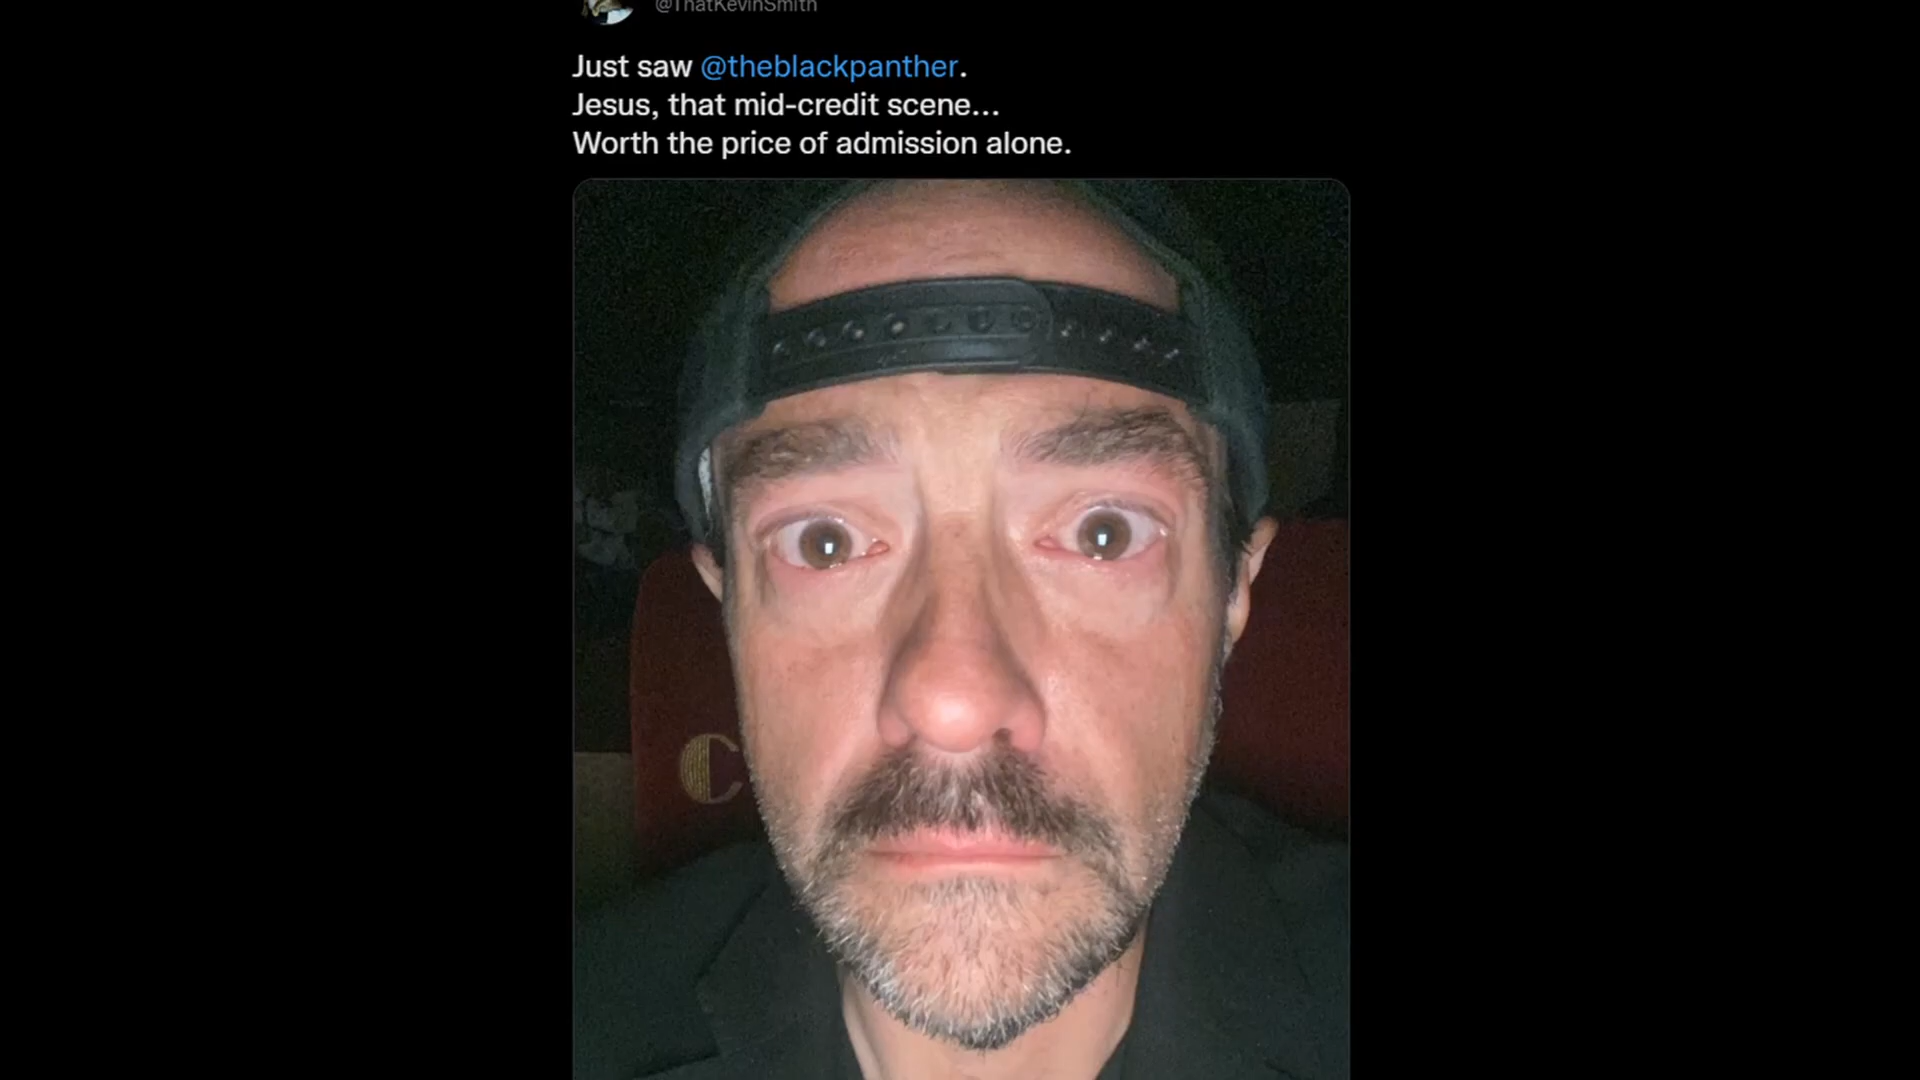 @ThatKevinSmith
Just saw @theblackpanther.
Jesus, that mid-credit scene...
Worth the price of admission alone.
C